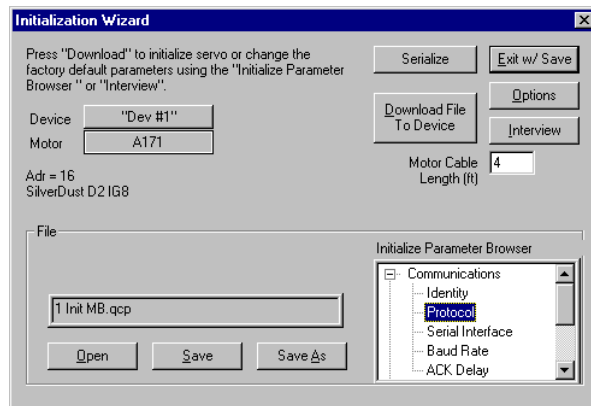 Initialization Wizard
Press "Download" to initialize servo or change the
factory default parameters using the "Initialize Parameter
Browser " or "Interview".
Device
"Dev #1"
Motor
A171
Adr = 16
SilverDust D2 IG8
Serialize
Exit w/ Save
Download File
To Device
Options
Interview
Motor Cable
Length (ft)
4
File
1 Init MB.qcp
Open
Save
Save As
Initialize Parameter Browser
Communications
Identity
Protocol
Serial Interface
Baud Rate
ACK Delay